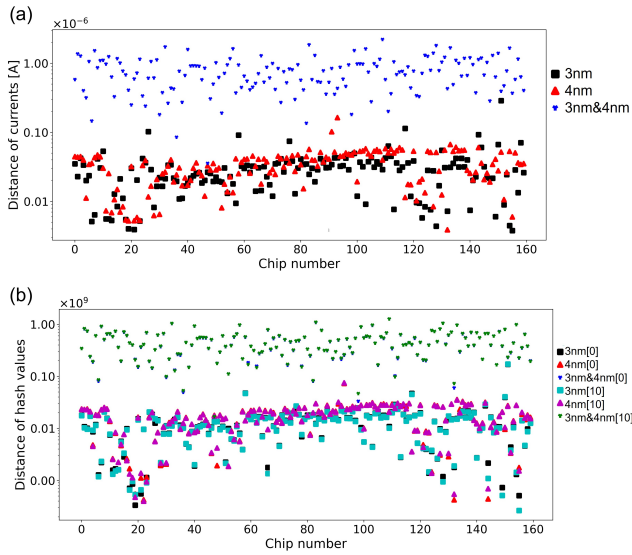 (a)
×10⁻⁶
1.00
0.10
0.01
Distance of currents [A]
0 20 40 60 80 100 120 140 160
Chip number
3nm
4nm
3nm&4nm
(b)
×10⁹
1.00
0.10
0.01
0.00
Distance of hash values
0 20 40 60 80 100 120 140 160
Chip number
3nm[0]
4nm[0]
3nm&4nm[0]
3nm[10]
4nm[10]
3nm&4nm[10]